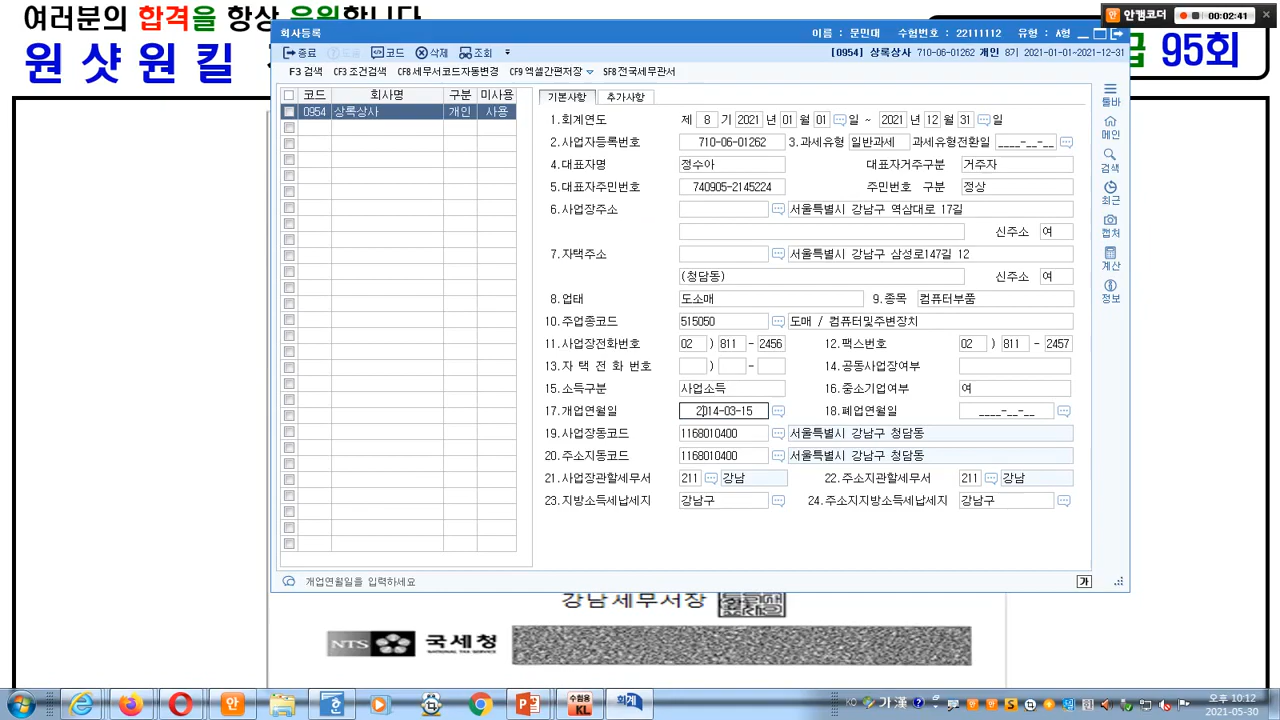 여러분의 합격을 항상 응원합니다
원 샷 원 킬
급 95회
안캠코더 00:02:41
회사등록 이름 : 문민대 수험번호 : 22111112 유형 : A형
종료 도움 코드 삭제 조회 [0954] 상록상사 710-06-01262 개인 8기 2021-01-01~2021-12-31
F3 검색 CF3 조건검색 CF8 세무서코드자동변경 CF9 엑셀간편저장 SF8 전국세무관서
코드 회사명 구분 미사용
0954 상록상사 개인 사용
기본사항 추가사항
1.회계연도 제 8 기 2021 년 01 월 01 일 ~ 2021 년 12 월 31 일
2.사업자등록번호 710-06-01262 3.과세유형 일반과세 과세유형전환일 ____-__-__
4.대표자명 정수아 대표자거주구분 거주자
5.대표자주민번호 740905-2145224 주민번호 구분 정상
6.사업장주소 서울특별시 강남구 역삼대로 17길
신주소 여
7.자택주소 서울특별시 강남구 삼성로147길 12
(청담동) 신주소 여
8.업태 도소매 9.종목 컴퓨터부품
10.주업종코드 515050 도매 / 컴퓨터및주변장치
11.사업장전화번호 02 ) 811 - 2456 12.팩스번호 02 ) 811 - 2457
13.자 택 전 화 번호 ) - 14.공동사업장여부
15.소득구분 사업소득 16.중소기업여부 여
17.개업연월일 2014-03-15 18.폐업연월일 ____-__-__
19.사업장동코드 1168010400 서울특별시 강남구 청담동
20.주소지동코드 1168010400 서울특별시 강남구 청담동
21.사업장관할세무서 211 강남 22.주소지관할세무서 211 강남
23.지방소득세납세지 강남구 24.주소지지방소득세납세지 강남구
툴바
메인
검색
최근
캡처
계산
정보
개업연월일을 입력하세요 가
강남세무서장
NTS 국세청
NATIONAL TAX SERVICE
안 수험용 KL 회계 가 漢
오후 10:12
2021-05-30